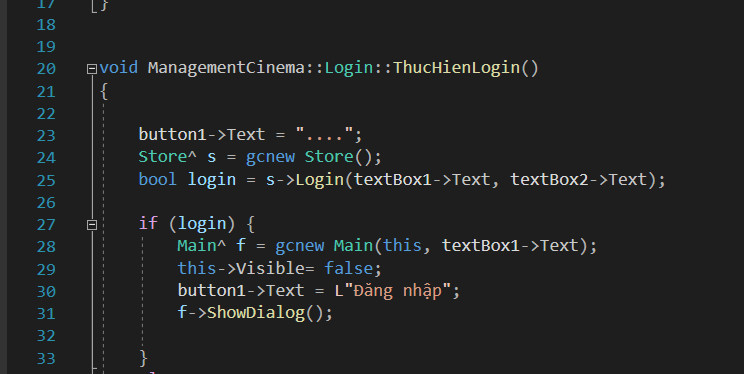 17 }
18
19
20 void ManagementCinema::Login::ThucHienLogin()
21 {
22
23 button1->Text = "....";
24 Store^ s = gcnew Store();
25 bool login = s->Login(textBox1->Text, textBox2->Text);
26
27 if (login) {
28 Main^ f = gcnew Main(this, textBox1->Text);
29 this->Visible= false;
30 button1->Text = L"Đăng nhập";
31 f->ShowDialog();
32
33 }